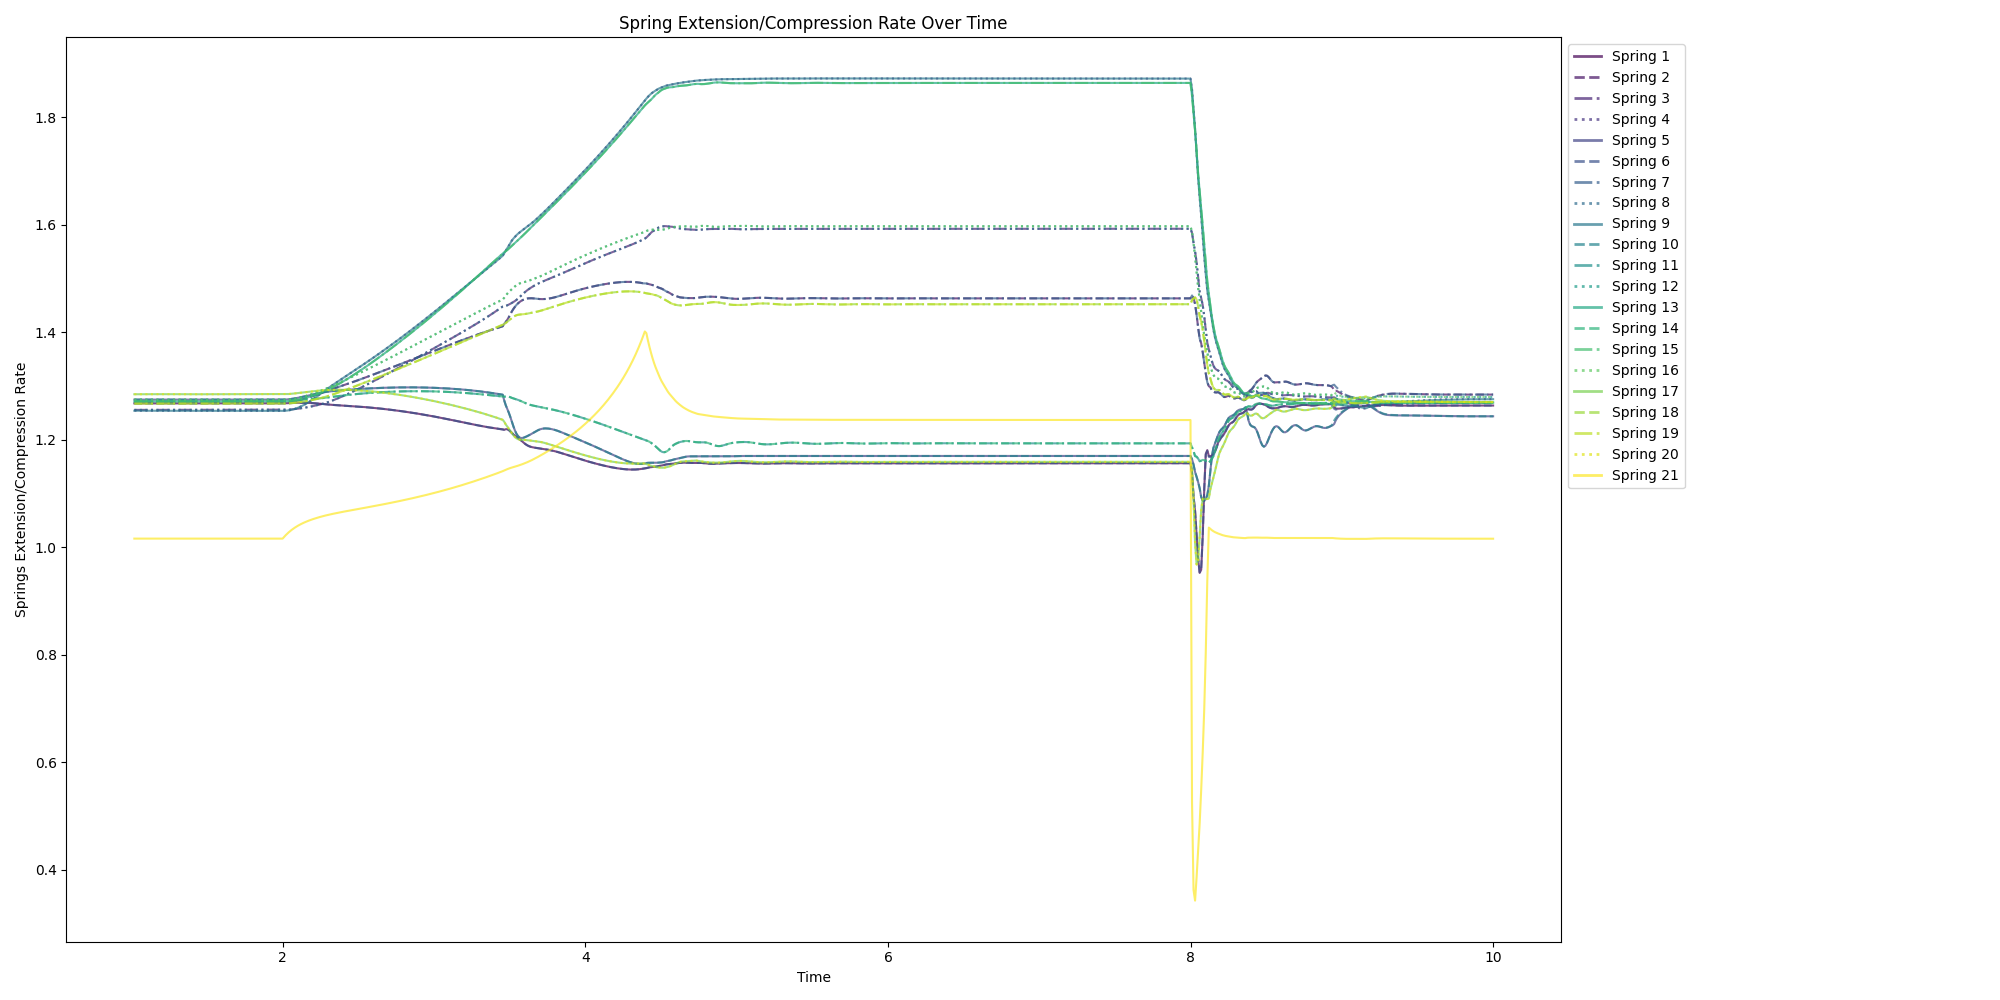 Spring Extension/Compression Rate Over Time
Springs Extension/Compression Rate
1.8
1.6
1.4
1.2
1.0
0.8
0.6
0.4
2
4
6
8
10
Time
Spring 1
Spring 2
Spring 3
Spring 4
Spring 5
Spring 6
Spring 7
Spring 8
Spring 9
Spring 10
Spring 11
Spring 12
Spring 13
Spring 14
Spring 15
Spring 16
Spring 17
Spring 18
Spring 19
Spring 20
Spring 21